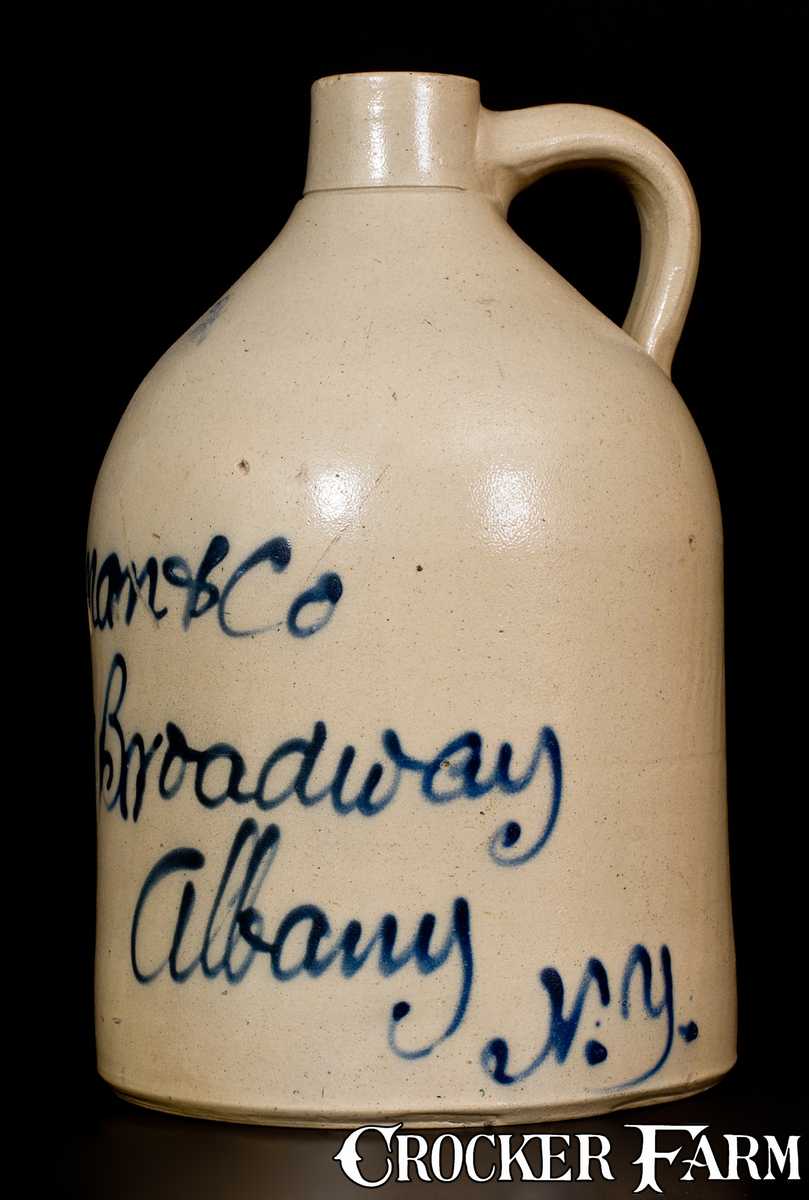 & Co
Broadway
Albany
N.Y.
CROCKER FARM